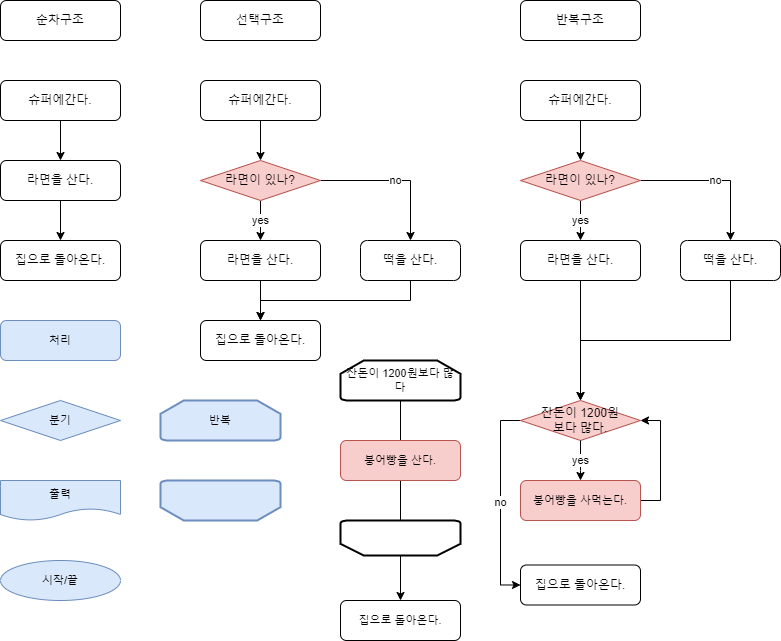 순차구조
선택구조
반복구조
슈퍼에간다.
슈퍼에간다.
슈퍼에간다.
라면을 산다.
라면이 있나?
no
라면이 있나?
no
yes
yes
집으로 돌아온다.
라면을 산다.
떡을 산다.
라면을 산다.
떡을 산다.
처리
집으로 돌아온다.
잔돈이 1200원보다 많
다
분기
반복
잔돈이 1200원
보다 많다.
붕어빵을 산다.
yes
출력
no
붕어빵을 사먹는다.
시작/끝
집으로 돌아온다.
집으로 돌아온다.